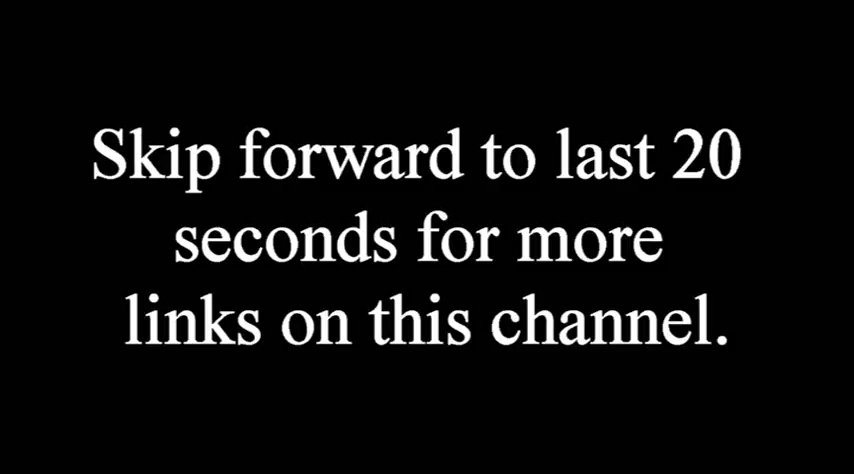 Skip forward to last 20
seconds for more
links on this channel.